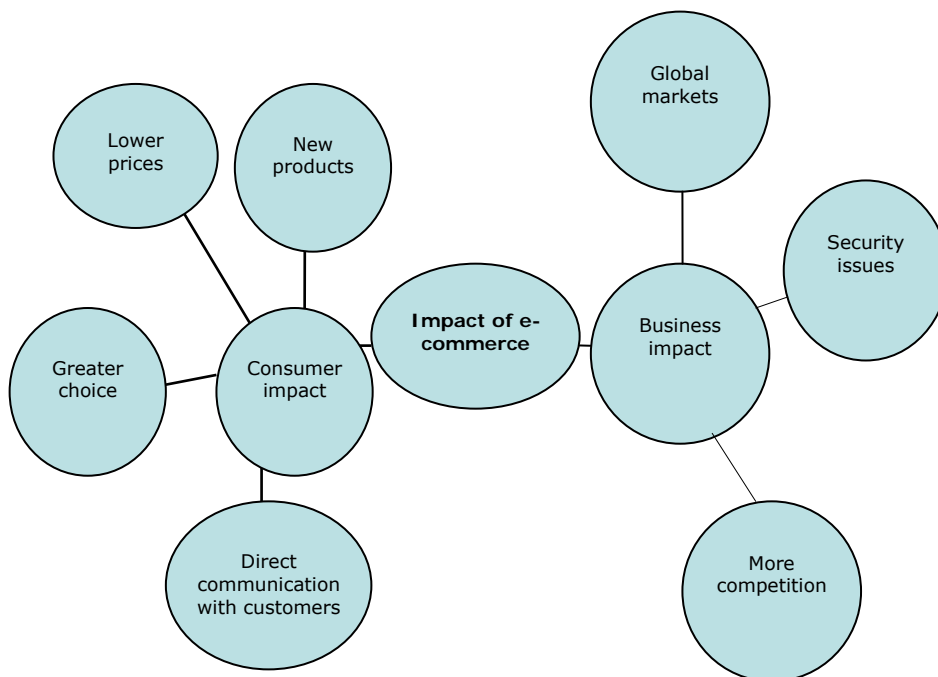 Global
markets
Lower
prices
New
products
Security
issues
Impact of e-
commerce
Business
impact
Greater
choice
Consumer
impact
Direct
communication
with customers
More
competition